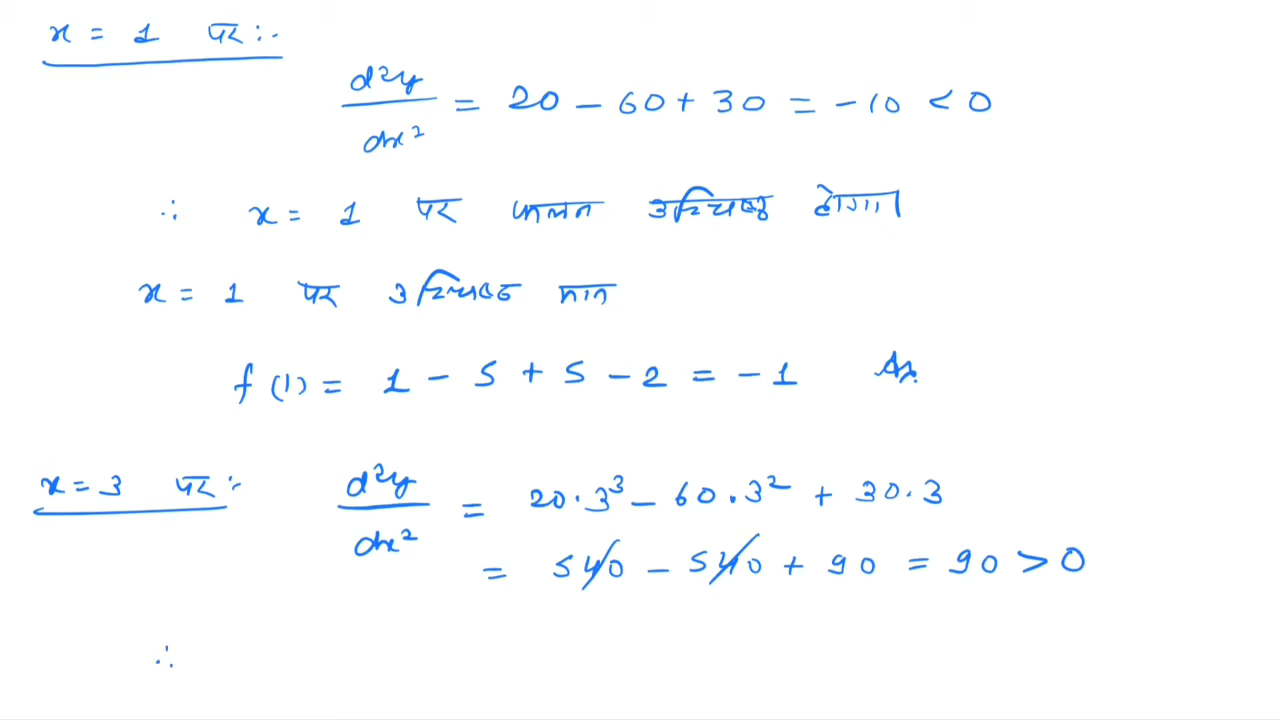 x = 1 पर :-
d²y/dx² = 20 - 60 + 30 = -10 < 0
∴ x = 1 पर फलन उच्चिष्ठ होगा।
x = 1 पर उच्चिष्ठ मान
f(1) = 1 - 5 + 5 - 2 = -1 Ans.
x = 3 पर :- d²y/dx² = 20·3³ - 60·3² + 30·3
= 540 - 540 + 90 = 90 > 0
∴